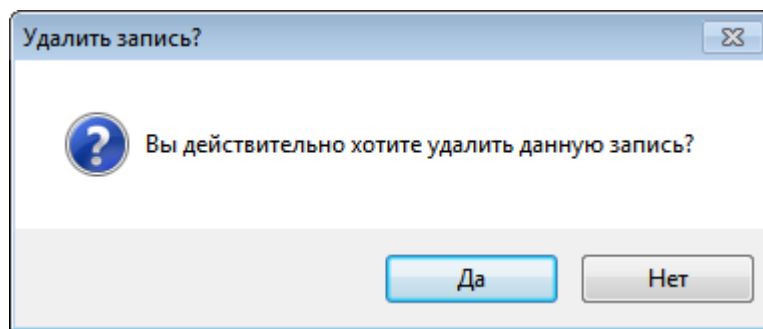 Удалить запись?
Вы действительно хотите удалить данную запись?
Да Нет